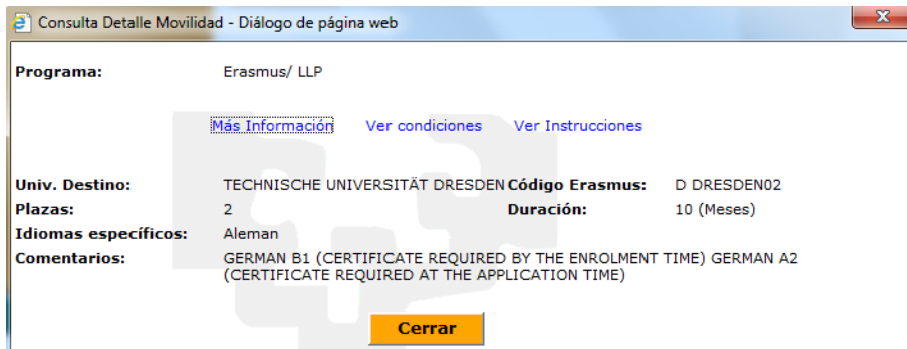 Consulta Detalle Movilidad - Diálogo de página web
Programa: Erasmus/ LLP
Más Información Ver condiciones Ver Instrucciones
Univ. Destino: TECHNISCHE UNIVERSITÄT DRESDEN Código Erasmus: D DRESDEN02
Plazas: 2 Duración: 10 (Meses)
Idiomas específicos: Aleman
Comentarios: GERMAN B1 (CERTIFICATE REQUIRED BY THE ENROLMENT TIME) GERMAN A2
(CERTIFICATE REQUIRED AT THE APPLICATION TIME)
Cerrar